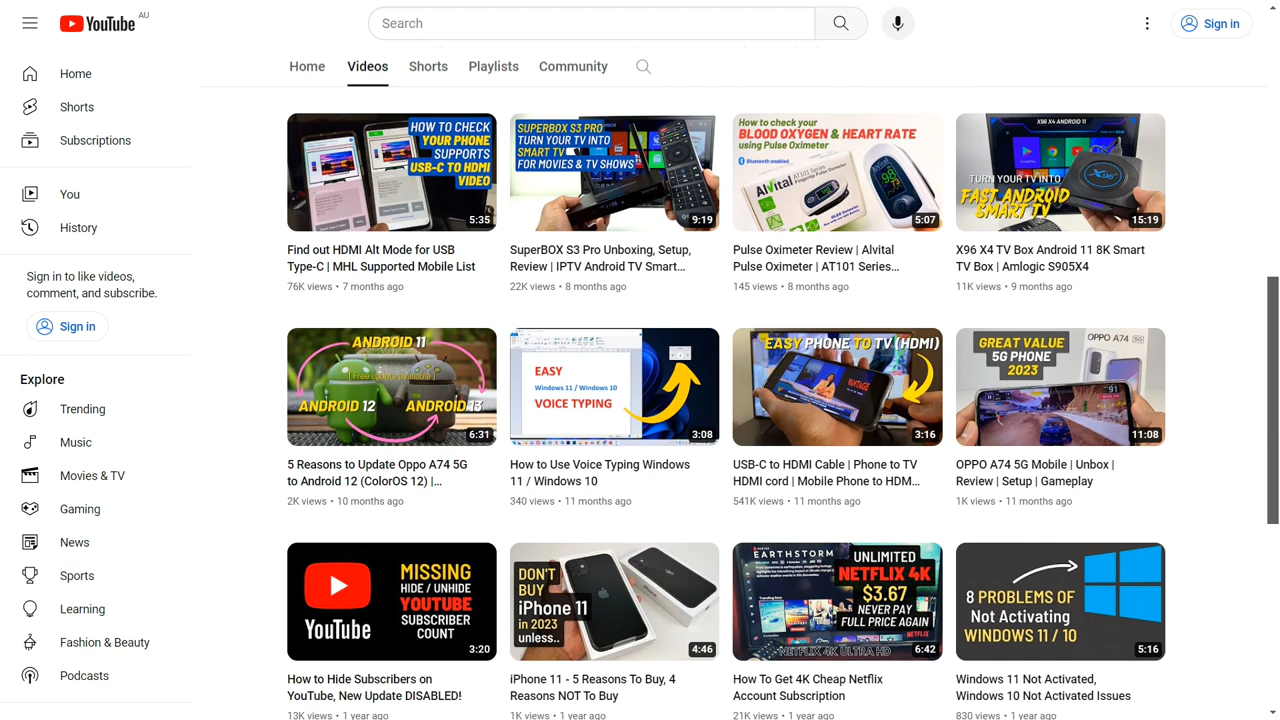 YouTube AU
Search
Sign in
Home
Shorts
Subscriptions
You
History
Sign in to like videos,
comment, and subscribe.
Sign in
Explore
Trending
Music
Movies & TV
Gaming
News
Sports
Learning
Fashion & Beauty
Podcasts
Home Videos Shorts Playlists Community
HOW TO CHECK
YOUR PHONE
SUPPORTS
USB-C TO HDMI
VIDEO
5:35
Find out HDMI Alt Mode for USB
Type-C | MHL Supported Mobile List
76K views • 7 months ago
SUPERBOX S3 PRO
TURN YOUR TV INTO
SMART TV
FOR MOVIES & TV SHOWS
9:19
SuperBOX S3 Pro Unboxing, Setup,
Review | IPTV Android TV Smart...
22K views • 8 months ago
How to check your
BLOOD OXYGEN & HEART RATE
using Pulse Oximeter
Bluetooth enabled
Alvital
AT101 Series
98
5:07
Pulse Oximeter Review | Alvital
Pulse Oximeter | AT101 Series...
145 views • 8 months ago
X96 X4 ANDROID 11
TURN YOUR TV INTO
FAST ANDROID
SMART TV
X96
15:19
X96 X4 TV Box Android 11 8K Smart
TV Box | Amlogic S905X4
11K views • 9 months ago
ANDROID 11
[Free update available]
ANDROID 12
ANDROID 13
6:31
5 Reasons to Update Oppo A74 5G
to Android 12 (ColorOS 12) |...
2K views • 10 months ago
EASY
Windows 11 / Windows 10
VOICE TYPING
3:08
How to Use Voice Typing Windows
11 / Windows 10
340 views • 11 months ago
EASY PHONE TO TV (HDMI)
VANTAGE
3:16
USB-C to HDMI Cable | Phone to TV
HDMI cord | Mobile Phone to HDM...
541K views • 11 months ago
GREAT VALUE
5G PHONE
2023
OPPO A74 5G
91
11:08
OPPO A74 5G Mobile | Unbox |
Review | Setup | Gameplay
1K views • 11 months ago
YouTube
MISSING
HIDE / UNHIDE
YOUTUBE
SUBSCRIBER
COUNT
3:20
How to Hide Subscribers on
YouTube, New Update DISABLED!
13K views • 1 year ago
DON'T
BUY
iPhone 11
in 2023
unless..
4:46
iPhone 11 - 5 Reasons To Buy, 4
Reasons NOT To Buy
1K views • 1 year ago
EARTHSTORM
UNLIMITED
NETFLIX 4K
$3.67
NEVER PAY
FULL PRICE AGAIN
NETFLIX
NETFLIX 4K ULTRA HD
6:42
How To Get 4K Cheap Netflix
Account Subscription
21K views • 1 year ago
8 PROBLEMS OF
Not Activating
WINDOWS 11 / 10
5:16
Windows 11 Not Activated,
Windows 10 Not Activated Issues
830 views • 1 year ago